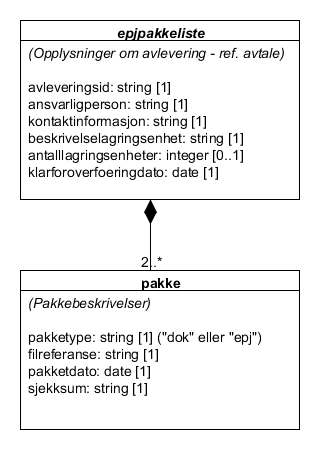 epjpakkeliste
(Opplysninger om avlevering - ref. avtale)
avleveringsid: string [1]
ansvarligperson: string [1]
kontaktinformasjon: string [1]
beskrivelselagringsenhet: string [1]
antalllagringsenheter: integer [0..1]
klarforoverfoeringdato: date [1]
2..*
pakke
(Pakkebeskrivelser)
pakketype: string [1] ("dok" eller "epj")
filreferanse: string [1]
pakketdato: date [1]
sjekksum: string [1]